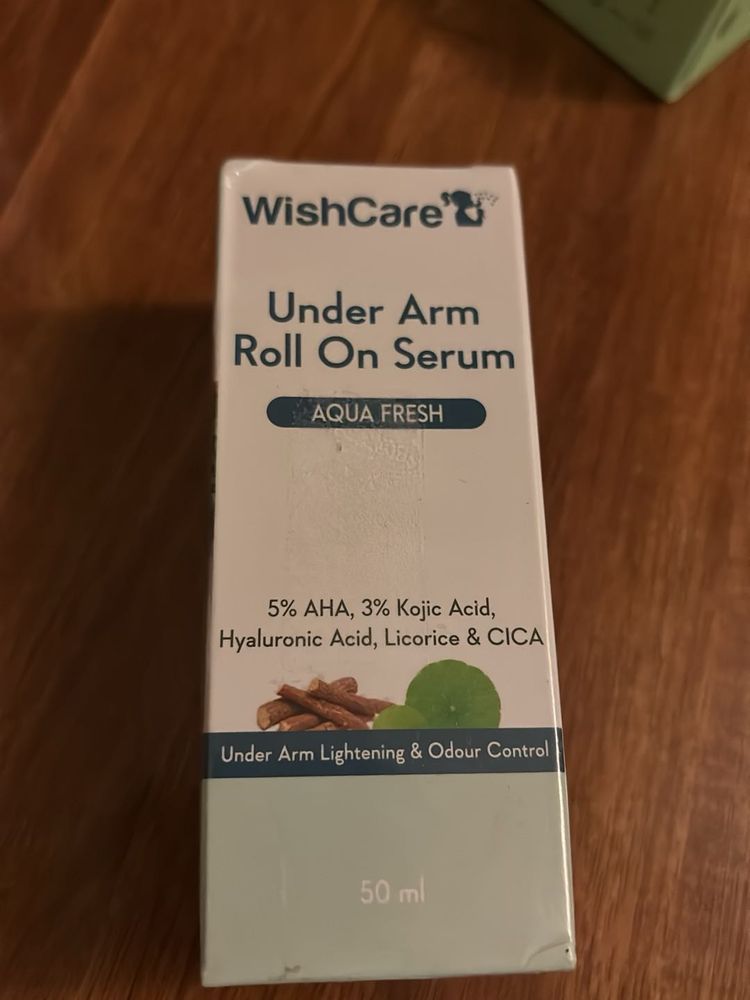 WishCare
Under Arm
Roll On Serum
AQUA FRESH
5% AHA, 3% Kojic Acid,
Hyaluronic Acid, Licorice & CICA
Under Arm Lightening & Odour Control
50 ml